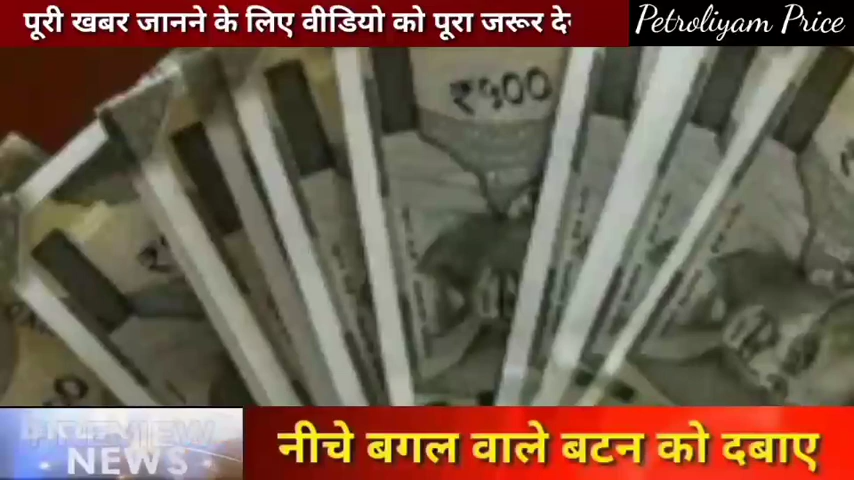 पूरी खबर जानने के लिए वीडियो को पूरा जरूर दे
Petroliyam Price
₹500
NEWS
नीचे बगल वाले बटन को दबाए